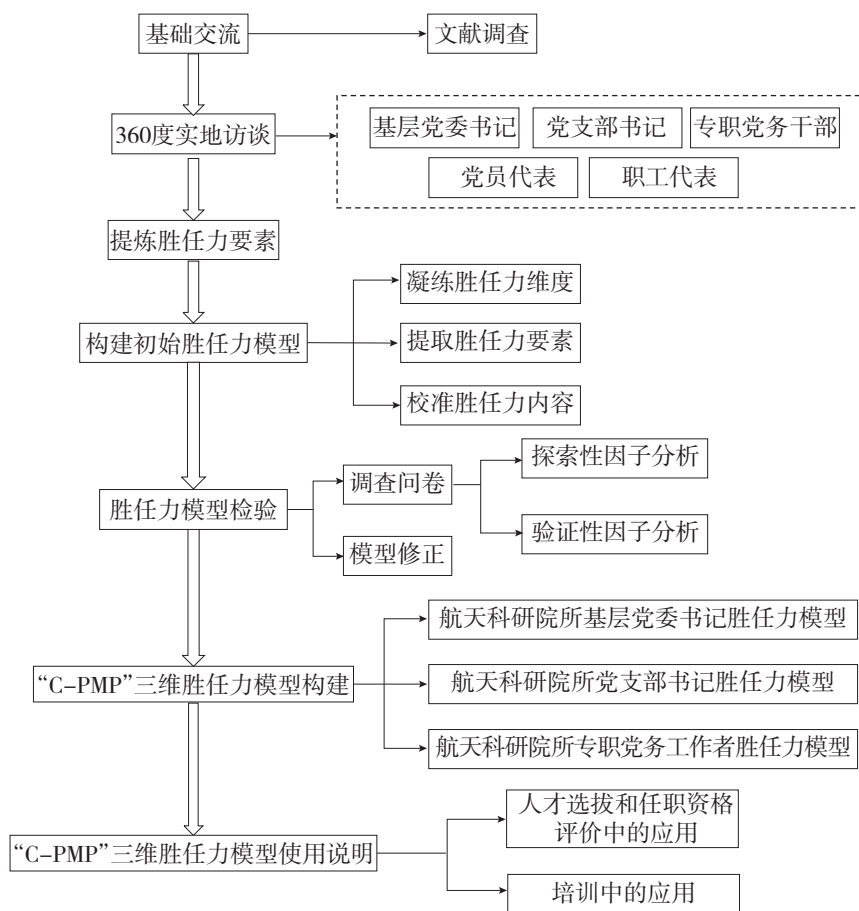 基础交流
文献调查
360度实地访谈
基层党委书记
党支部书记
专职党务干部
党员代表
职工代表
提炼胜任力要素
构建初始胜任力模型
凝练胜任力维度
提取胜任力要素
校准胜任力内容
胜任力模型检验
调查问卷
模型修正
探索性因子分析
验证性因子分析
“C-PMP”三维胜任力模型构建
航天科研院所基层党委书记胜任力模型
航天科研院所党支部书记胜任力模型
航天科研院所专职党务工作者胜任力模型
“C-PMP”三维胜任力模型使用说明
人才选拔和任职资格
评价中的应用
培训中的应用